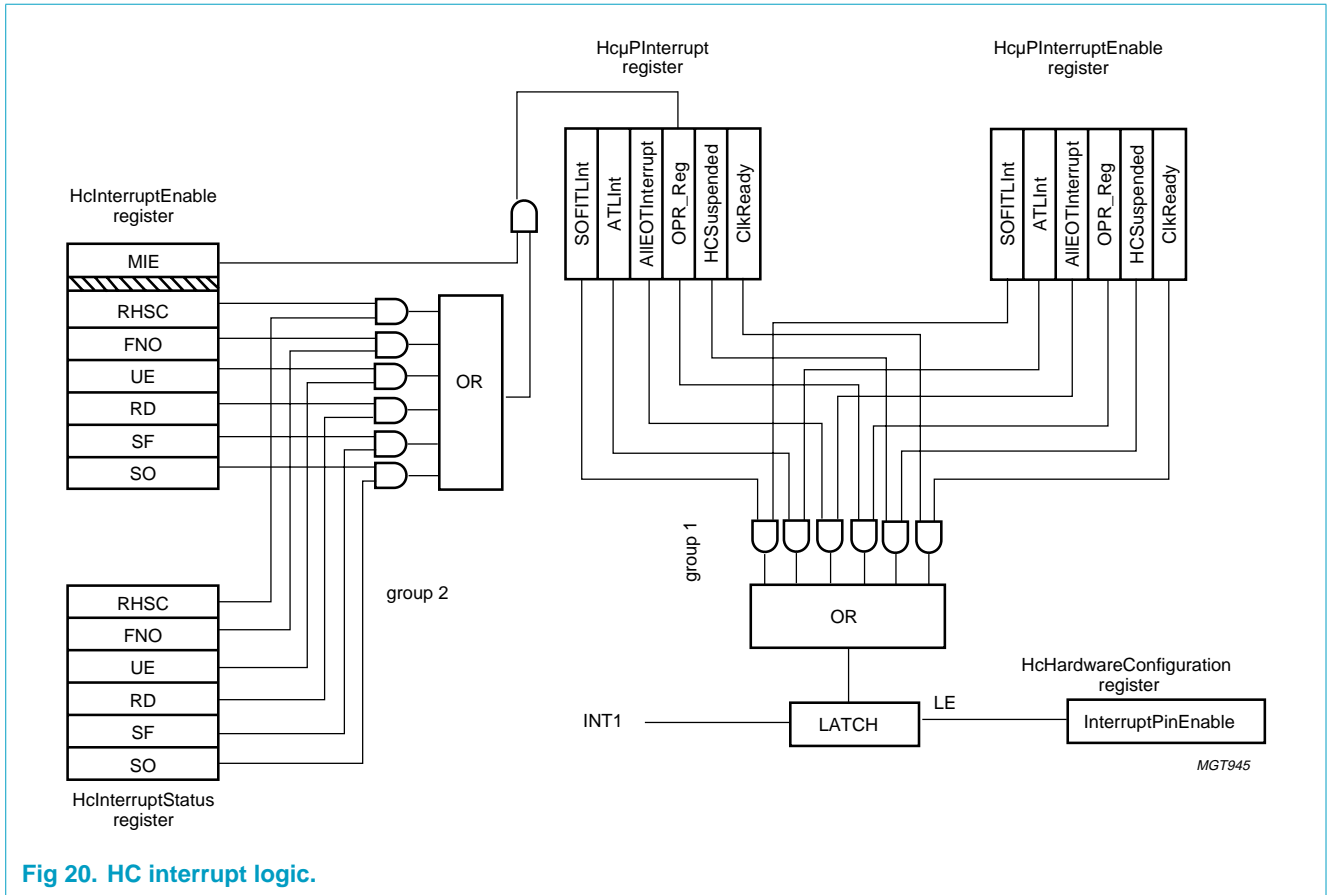 HcµPInterrupt
register
HcµPInterruptEnable
register
SOFITLInt
ATLInt
AllEOTInterrupt
OPR_Reg
HCSuspended
ClkReady
SOFITLInt
ATLInt
AllEOTInterrupt
OPR_Reg
HCSuspended
ClkReady
HcInterruptEnable
register
MIE
RHSC
FNO
UE
RD
SF
SO
OR
group 2
RHSC
FNO
UE
RD
SF
SO
HcInterruptStatus
register
group 1
OR
HcHardwareConfiguration
register
INT1
LATCH
LE
InterruptPinEnable
MGT945
Fig 20. HC interrupt logic.